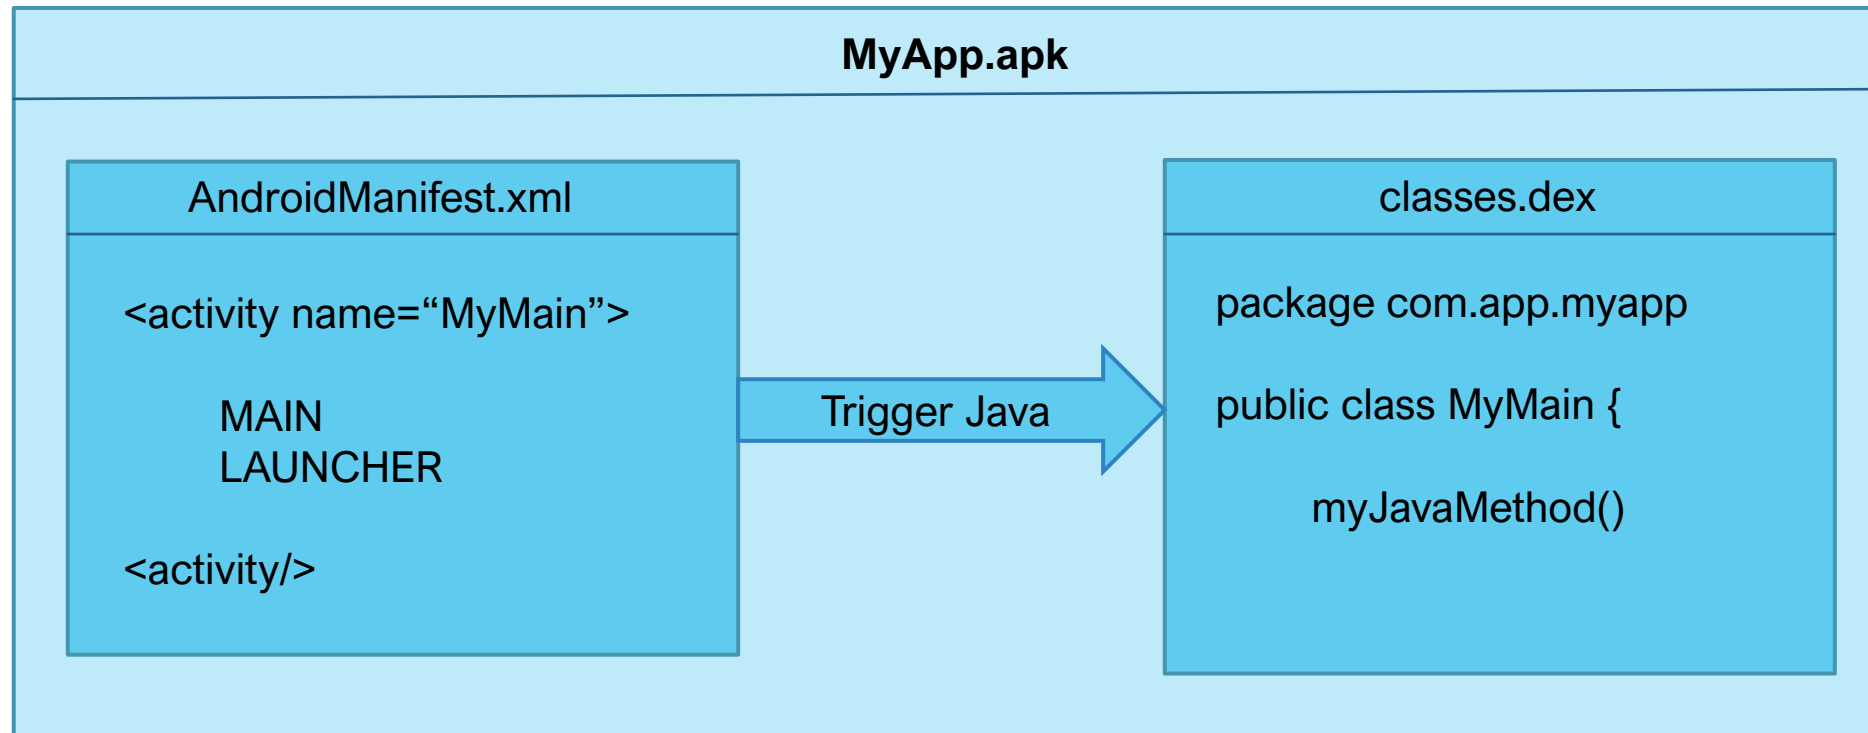 MyApp.apk
AndroidManifest.xml
<activity name=“MyMain”>
MAIN
LAUNCHER
<activity/>
Trigger Java
classes.dex
package com.app.myapp
public class MyMain {
myJavaMethod()